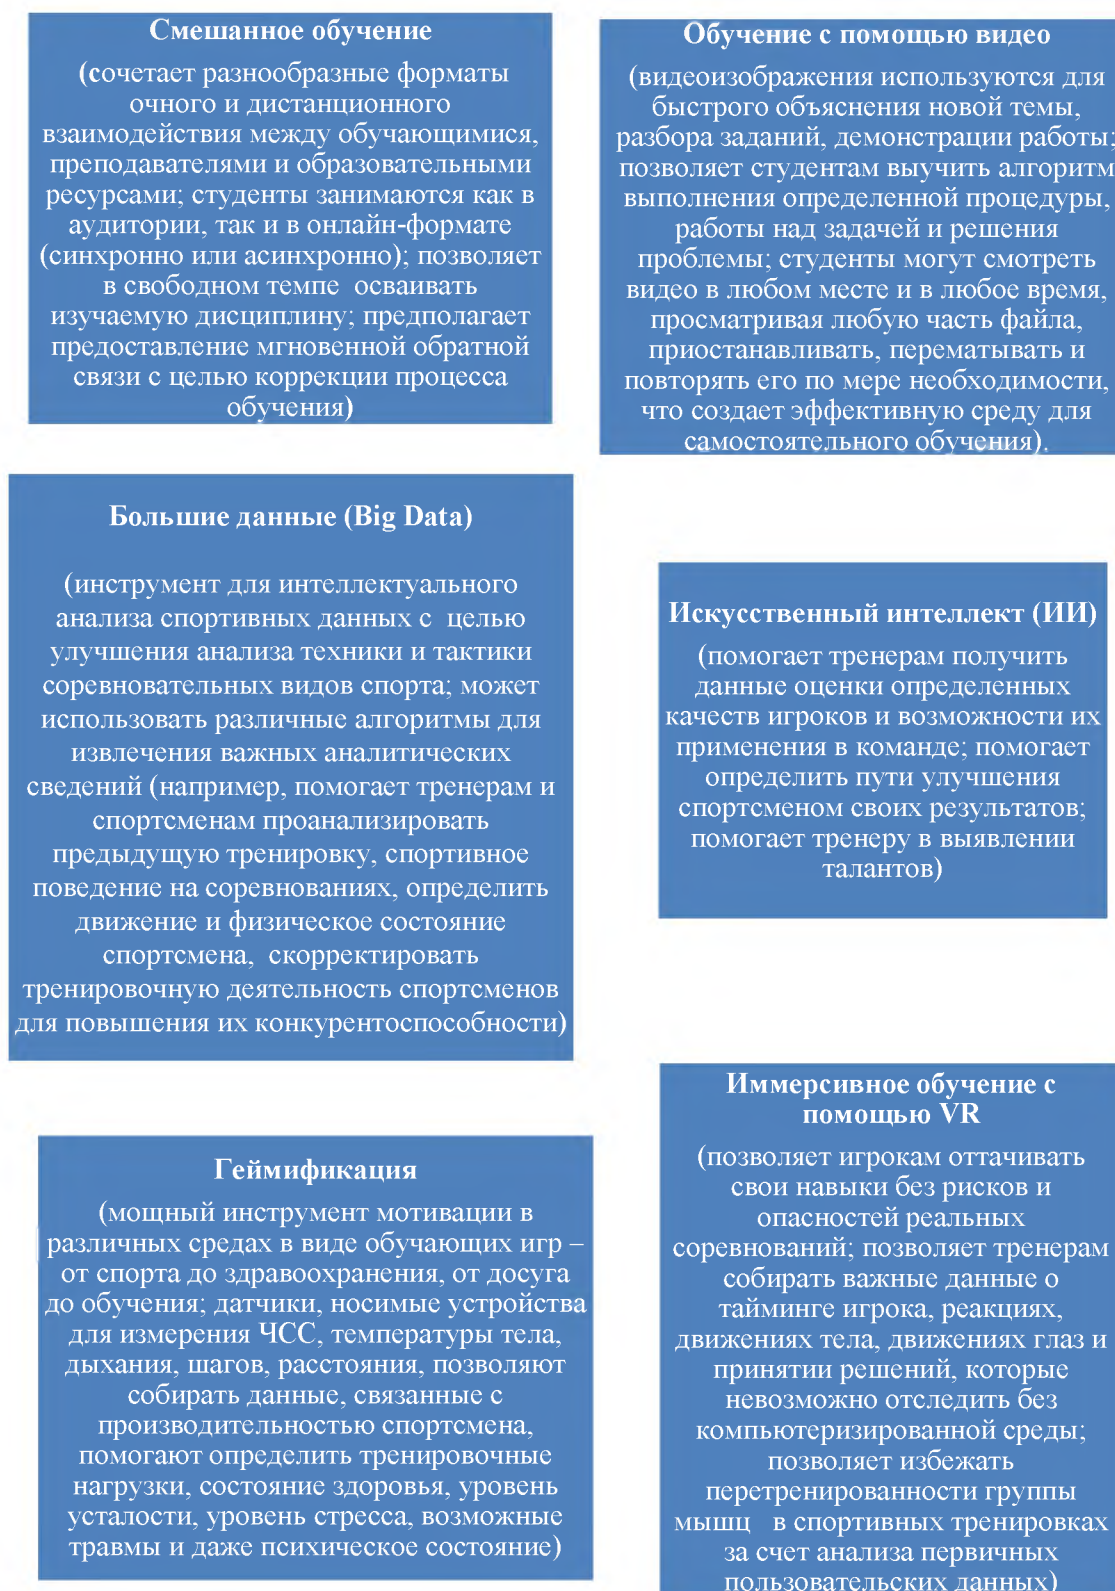 Смешанное обучение
(сочетает разнообразные форматы
очного и дистанционного
взаимодействия между обучающимися,
преподавателями и образовательными
ресурсами; студенты занимаются как в
аудитории, так и в онлайн-формате
(синхронно или асинхронно); позволяет
в свободном темпе осваивать
изучаемую дисциплину; предполагает
предоставление мгновенной обратной
связи с целью коррекции процесса
обучения)
Обучение с помощью видео
(видеоизображения используются для
быстрого объяснения новой темы,
разбора заданий, демонстрации работы;
позволяет студентам выучить алгоритм
выполнения определенной процедуры,
работы над задачей и решения
проблемы; студенты могут смотреть
видео в любом месте и в любое время,
просматривая любую часть файла,
приостанавливать, перематывать и
повторять его по мере необходимости,
что создает эффективную среду для
самостоятельного обучения).
Большие данные (Big Data)
(инструмент для интеллектуального
анализа спортивных данных с целью
улучшения анализа техники и тактики
соревновательных видов спорта; может
использовать различные алгоритмы для
извлечения важных аналитических
сведений (например, помогает тренерам и
спортсменам проанализировать
предыдущую тренировку, спортивное
поведение на соревнованиях, определить
движение и физическое состояние
спортсмена, скорректировать
тренировочную деятельность спортсменов
для повышения их конкурентоспособности)
Искусственный интеллект (ИИ)
(помогает тренерам получить
данные оценки определенных
качеств игроков и возможности их
применения в команде; помогает
определить пути улучшения
спортсменом своих результатов;
помогает тренеру в выявлении
талантов)
Геймификация
(мощный инструмент мотивации в
различных средах в виде обучающих игр –
от спорта до здравоохранения, от досуга
до обучения; датчики, носимые устройства
для измерения ЧСС, температуры тела,
дыхания, шагов, расстояния, позволяют
собирать данные, связанные с
производительностью спортсмена,
помогают определить тренировочные
нагрузки, состояние здоровья, уровень
усталости, уровень стресса, возможные
травмы и даже психическое состояние)
Иммерсивное обучение с
помощью VR
(позволяет игрокам оттачивать
свои навыки без рисков и
опасностей реальных
соревнований; позволяет тренерам
собирать важные данные о
тайминге игрока, реакциях,
движениях тела, движениях глаз и
принятии решений, которые
невозможно отследить без
компьютеризированной среды;
позволяет избежать
перетренированности группы
мышц в спортивных тренировках
за счет анализа первичных
пользовательских данных)